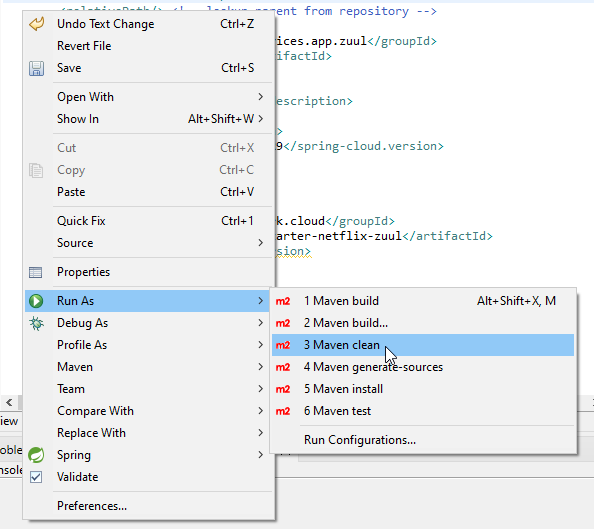 <relativePath/> <!-- lookup parent from repository -->
Undo Text Change Ctrl+Z
Revert File
ices.app.zuul</groupId>
Save Ctrl+S
ifactId>
Open With
escription>
Show In Alt+Shift+W
>
Cut Ctrl+X
9</spring-cloud.version>
Copy Ctrl+C
Paste Ctrl+V
Quick Fix Ctrl+1
k.cloud</groupId>
Source
arter-netflix-zuul</artifactId>
sion>
Properties
Run As
Debug As
Profile As
Maven
Team
Compare With
Replace With
Spring
Validate
Preferences...
m2 1 Maven build Alt+Shift+X, M
m2 2 Maven build...
m2 3 Maven clean
m2 4 Maven generate-sources
m2 5 Maven install
m2 6 Maven test
Run Configurations...
view
oble
nsole